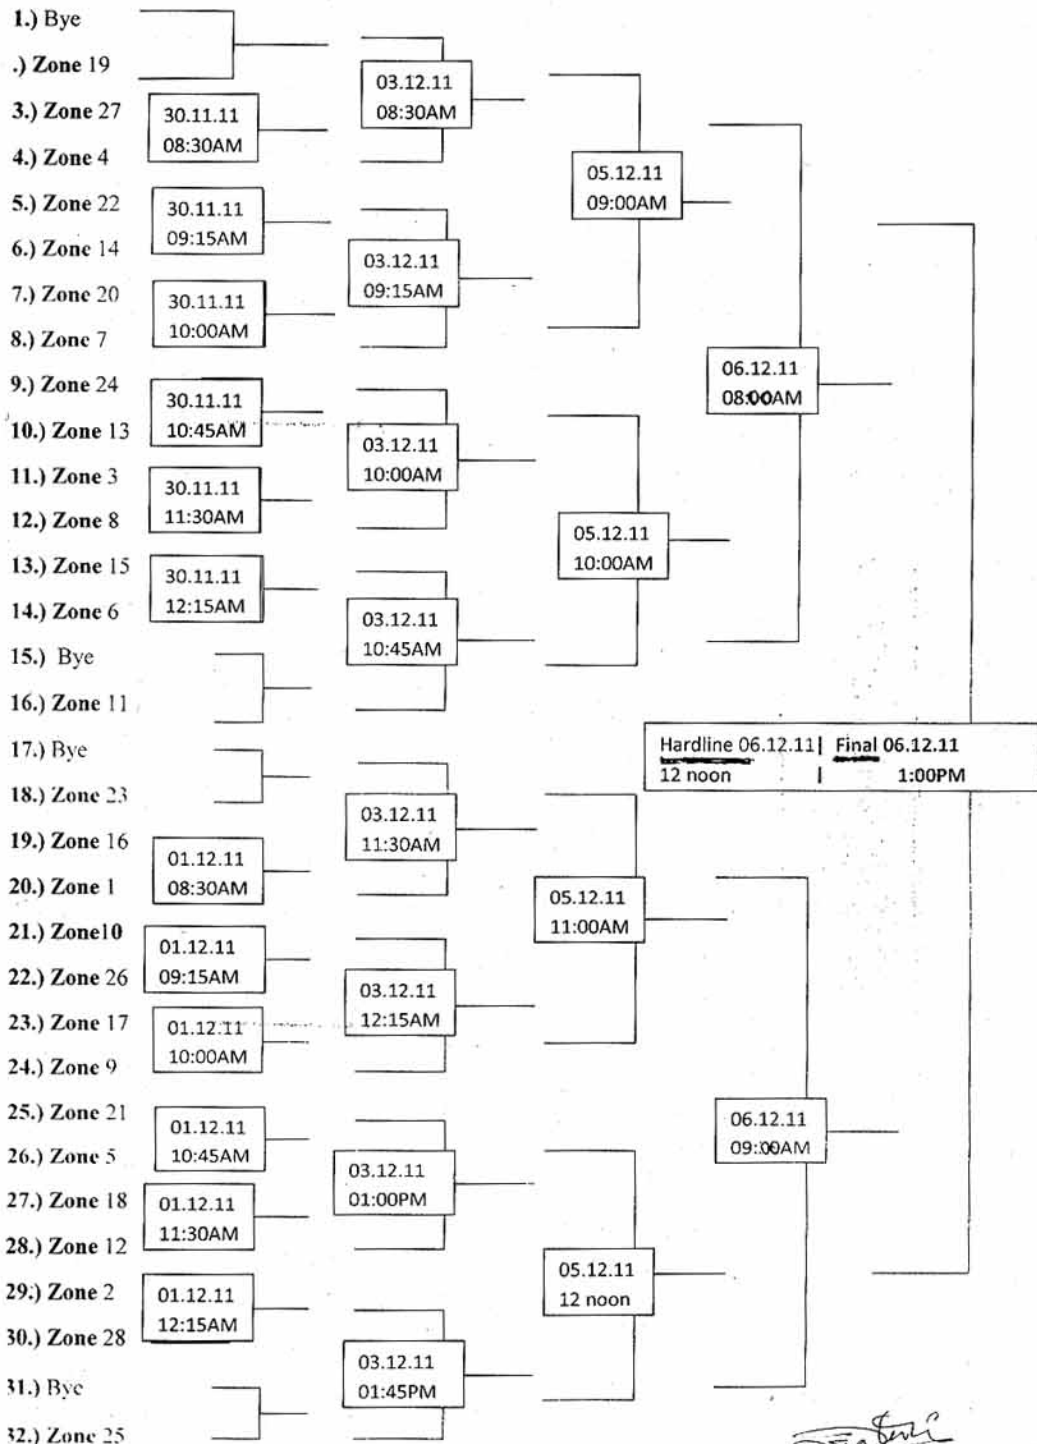 1.) Bye
.) Zone 19
3.) Zone 27
4.) Zone 4
5.) Zone 22
6.) Zone 14
7.) Zone 20
8.) Zone 7
9.) Zone 24
10.) Zone 13
11.) Zone 3
12.) Zone 8
13.) Zone 15
14.) Zone 6
15.) Bye
16.) Zone 11
17.) Bye
18.) Zone 23
19.) Zone 16
20.) Zone 1
21.) Zone10
22.) Zone 26
23.) Zone 17
24.) Zone 9
25.) Zone 21
26.) Zone 5
27.) Zone 18
28.) Zone 12
29.) Zone 2
30.) Zone 28
31.) Bye
32.) Zone 25
30.11.11
08:30AM
30.11.11
09:15AM
30.11.11
10:00AM
30.11.11
10:45AM
30.11.11
11:30AM
30.11.11
12:15AM
01.12.11
08:30AM
01.12.11
09:15AM
01.12.11
10:00AM
01.12.11
10:45AM
01.12.11
11:30AM
01.12.11
12:15AM
03.12.11
08:30AM
03.12.11
09:15AM
03.12.11
10:00AM
03.12.11
10:45AM
03.12.11
11:30AM
03.12.11
12:15AM
03.12.11
01:00PM
03.12.11
01:45PM
05.12.11
09:00AM
05.12.11
10:00AM
05.12.11
11:00AM
05.12.11
12 noon
06.12.11
08:00AM
06.12.11
09:00AM
Hardline 06.12.11| Final 06.12.11
12 noon | 1:00PM